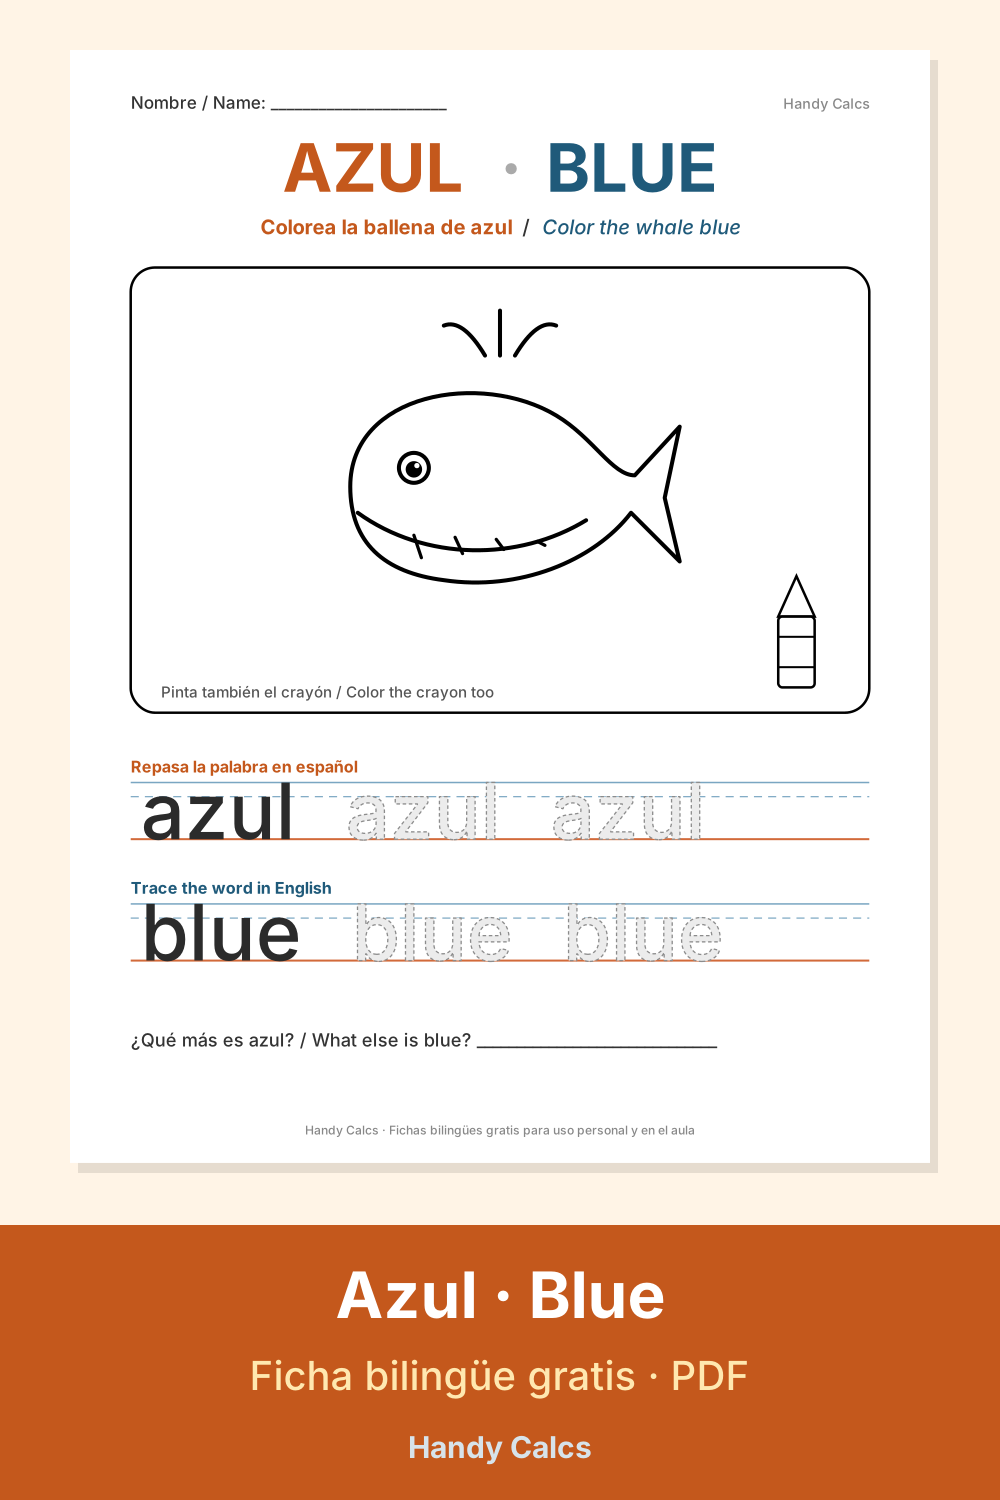 Nombre / Name: ____________________ Handy Calcs
AZUL • BLUE
Colorea la ballena de azul / Color the whale blue
Pinta también el crayón / Color the crayon too
Repasa la palabra en español
azul azul azul
Trace the word in English
blue blue blue
¿Qué más es azul? / What else is blue? ____________________
Handy Calcs · Fichas bilingües gratis para uso personal y en el aula
Azul · Blue
Ficha bilingüe gratis · PDF
Handy Calcs